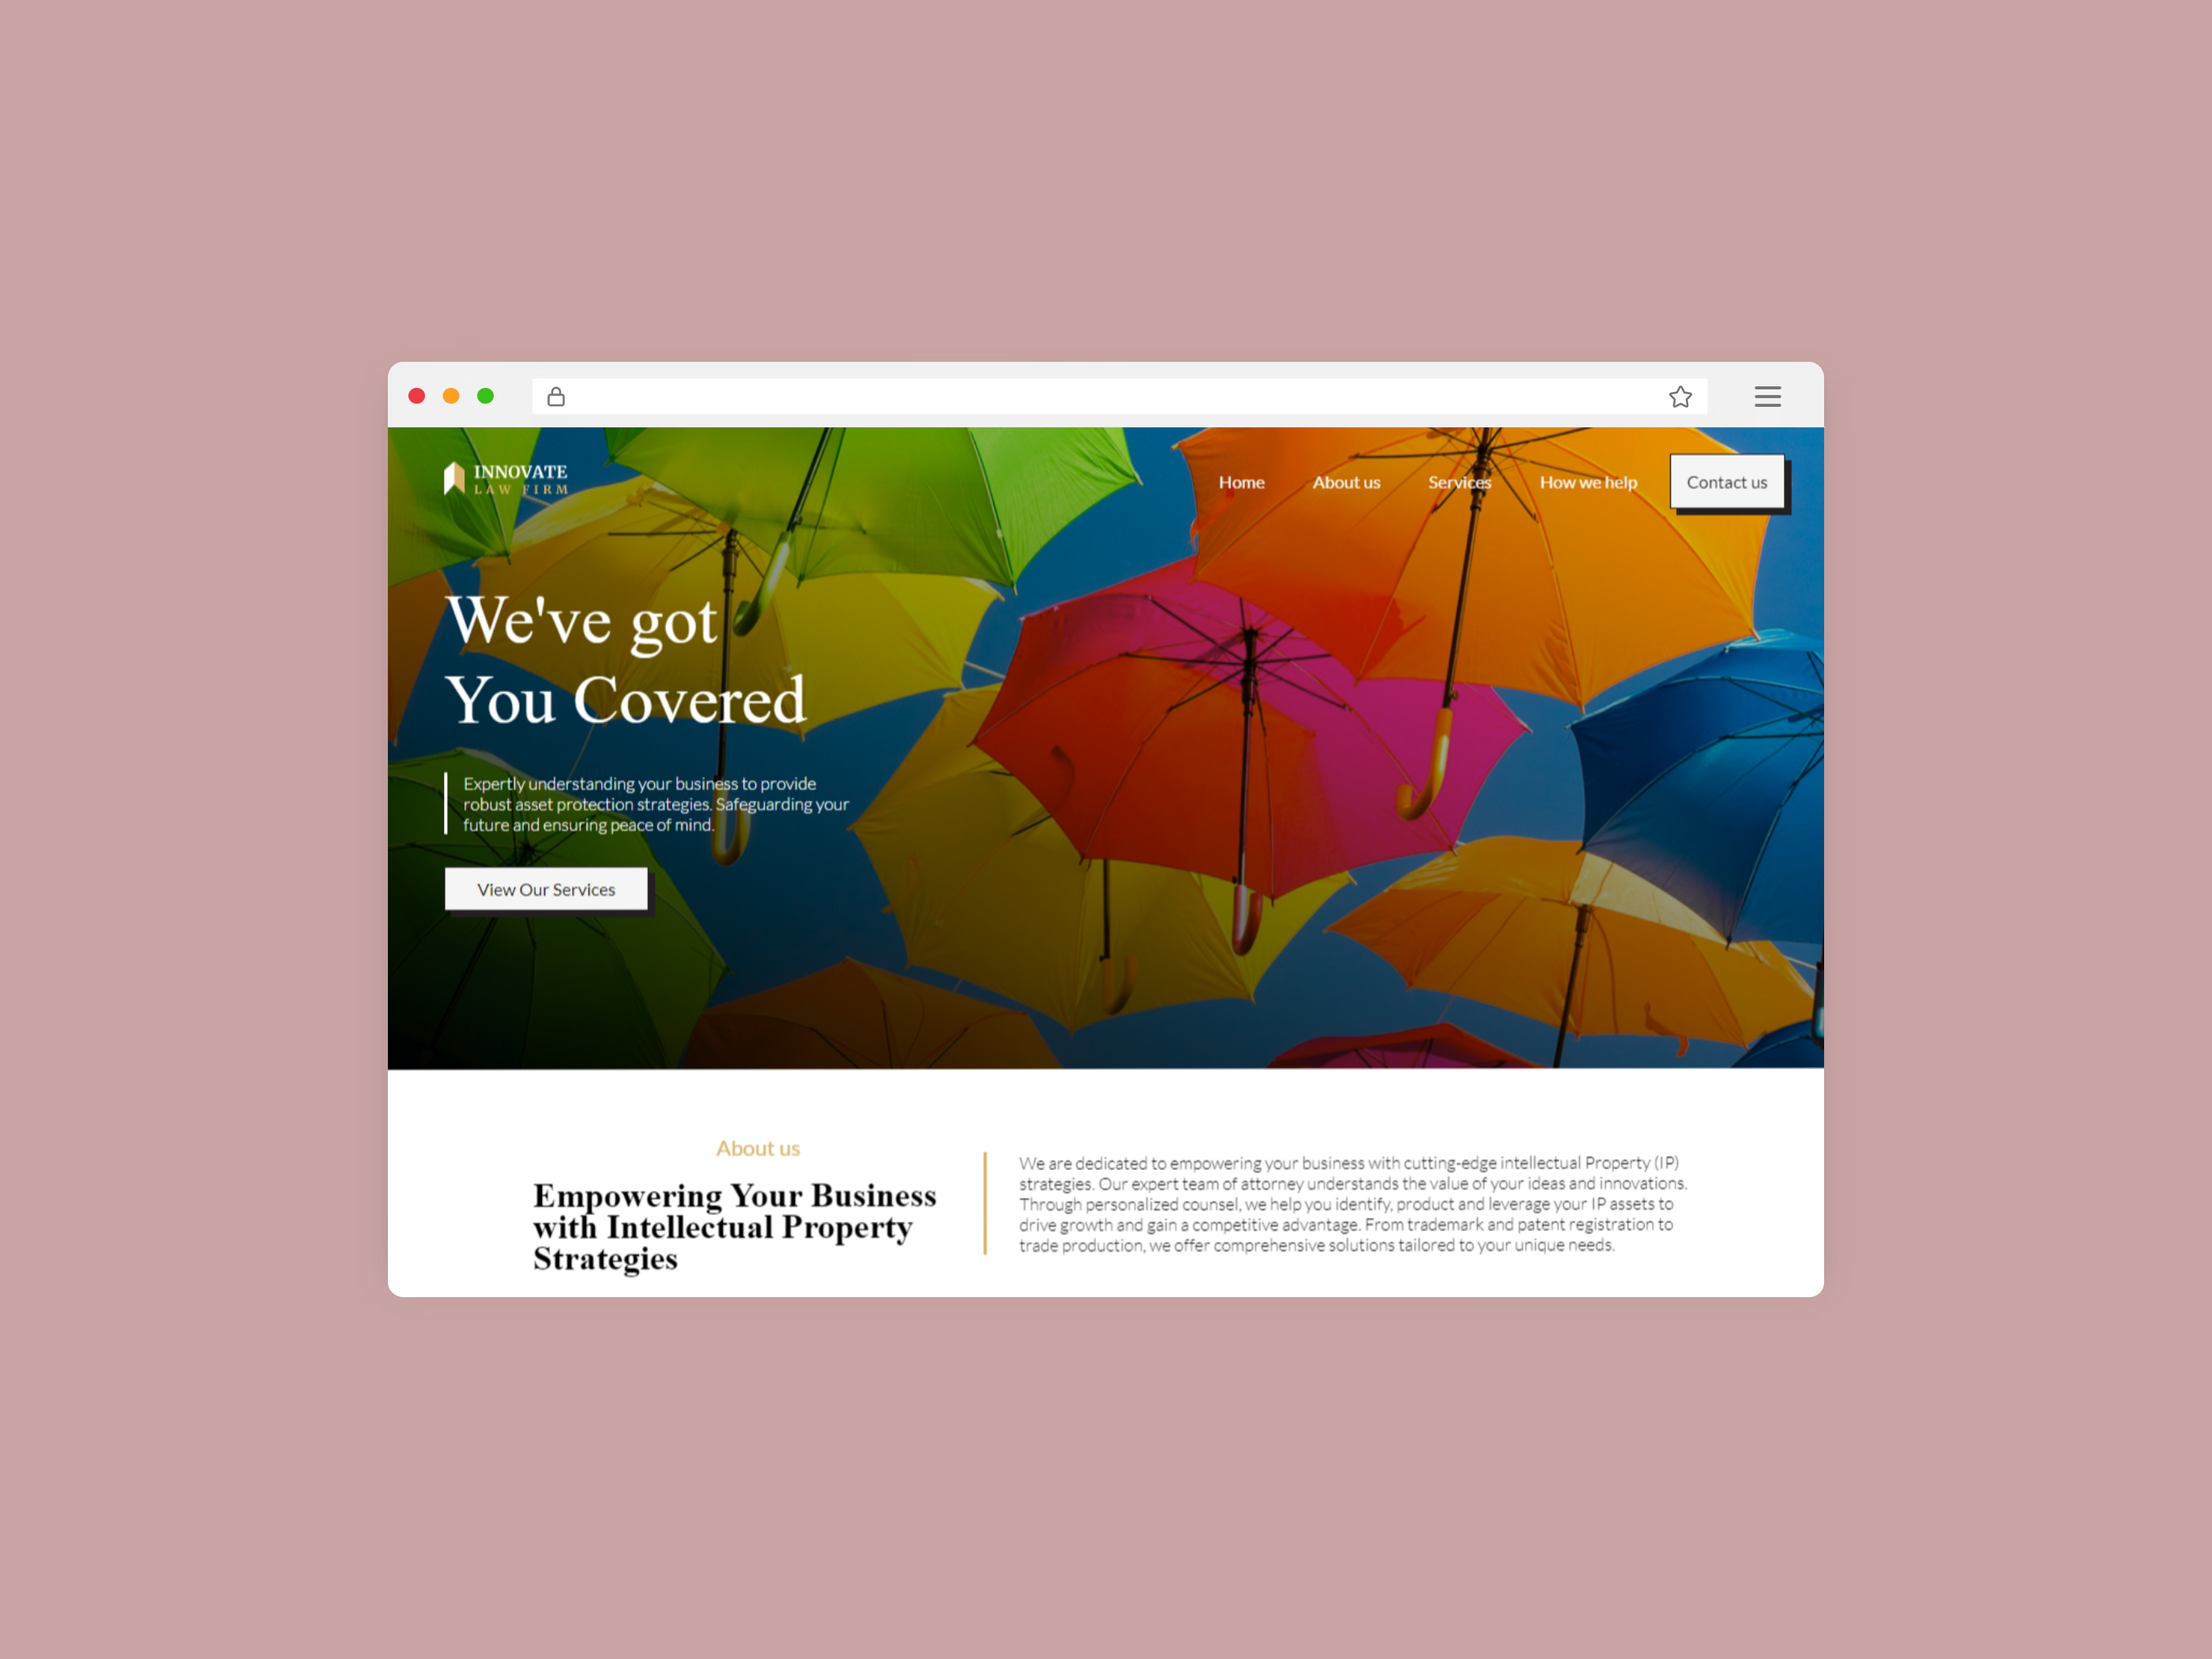 INNOVATE
LAW FIRM
Home
About us
Services
How we help
Contact us
We've got
You Covered
Expertly understanding your business to provide
robust asset protection strategies. Safeguarding your
future and ensuring peace of mind.
View Our Services
About us
Empowering Your Business
with Intellectual Property
Strategies
We are dedicated to empowering your business with cutting-edge intellectual Property (IP)
strategies. Our expert team of attorney understands the value of your ideas and innovations.
Through personalized counsel, we help you identify, product and leverage your IP assets to
drive growth and gain a competitive advantage. From trademark and patent registration to
trade production, we offer comprehensive solutions tailored to your unique needs.